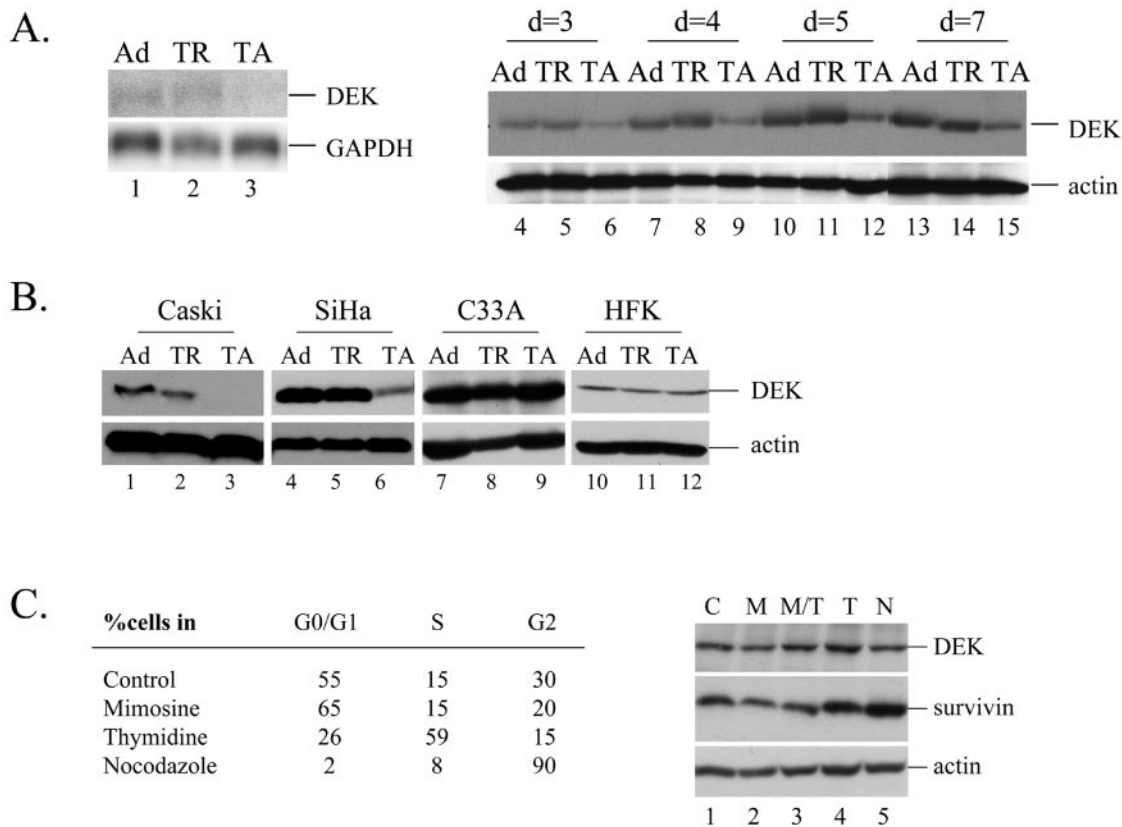 A.
Ad TR TA
DEK
GAPDH
1 2 3
d=3 d=4 d=5 d=7
Ad TR TA Ad TR TA Ad TR TA Ad TR TA
DEK
actin
4 5 6 7 8 9 10 11 12 13 14 15
B.
Caski SiHa C33A HFK
Ad TR TA Ad TR TA Ad TR TA Ad TR TA
DEK
actin
1 2 3 4 5 6 7 8 9 10 11 12
C.
%cells in G0/G1 S G2
Control 55 15 30
Mimosine 65 15 20
Thymidine 26 59 15
Nocodazole 2 8 90
C M M/T T N
DEK
survivin
actin
1 2 3 4 5